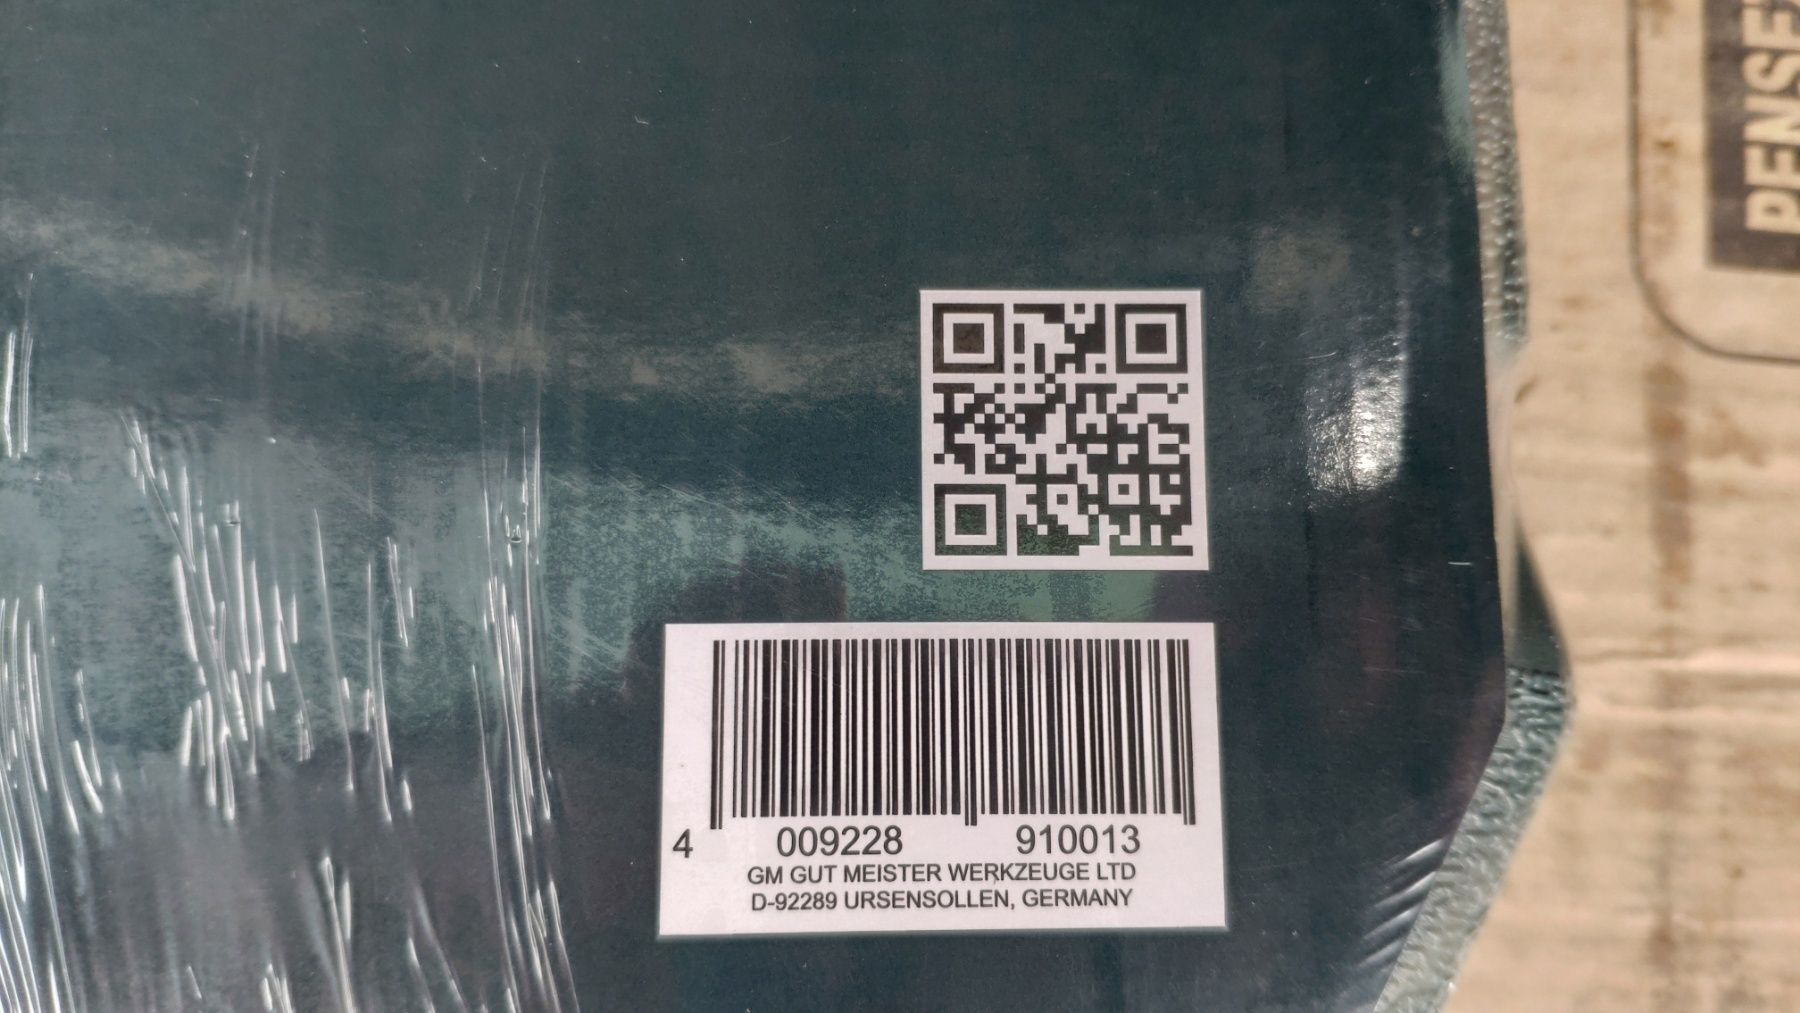 4 009228 910013
GM GUT MEISTER WERKZEUGE LTD
D-92289 URSENSOLLEN, GERMANY